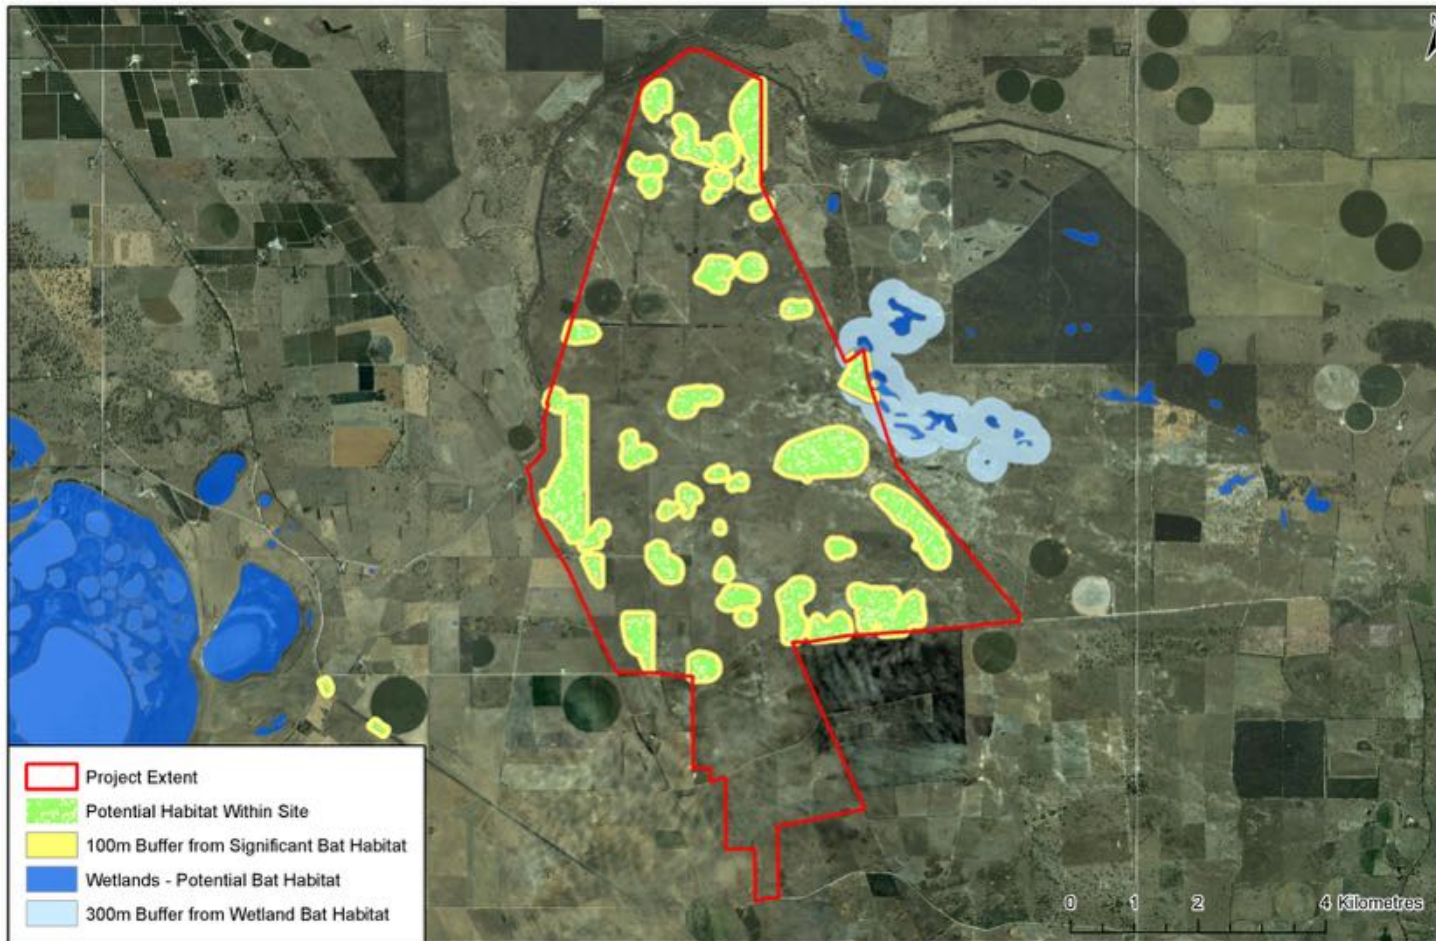 N
Project Extent
Potential Habitat Within Site
100m Buffer from Significant Bat Habitat
Wetlands - Potential Bat Habitat
300m Buffer from Wetland Bat Habitat
0 1 2 4 Kilometres